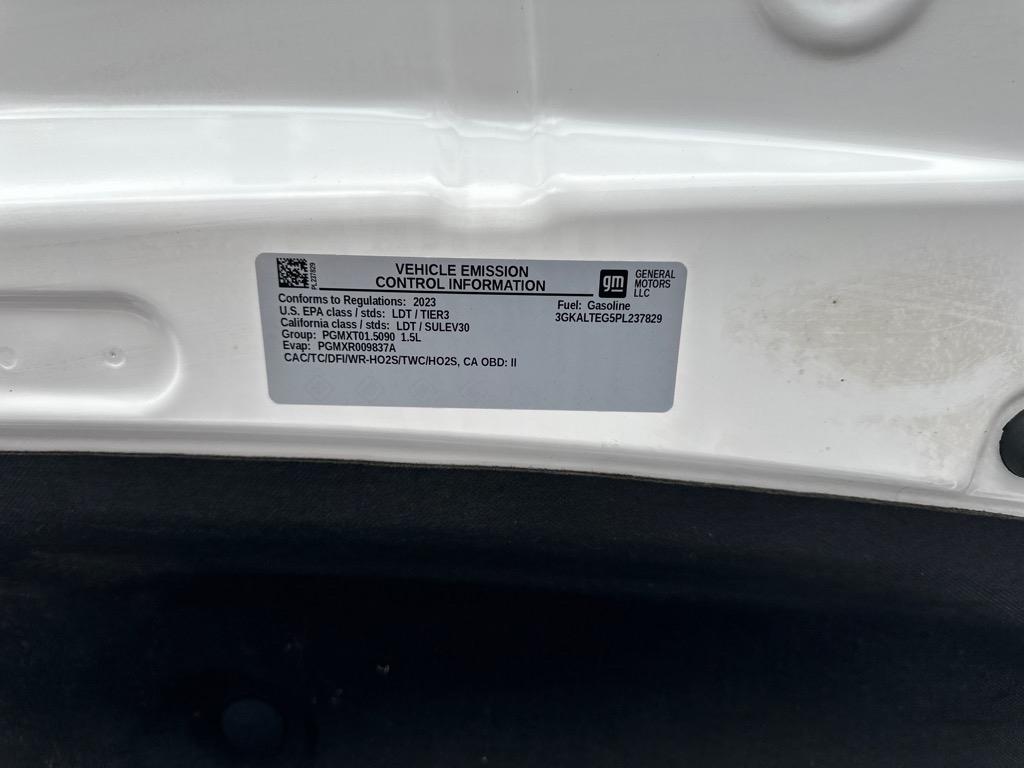 PL237829
VEHICLE EMISSION
CONTROL INFORMATION
gm
GENERAL
MOTORS
LLC
Conforms to Regulations: 2023
U.S. EPA class / stds: LDT / TIER3
California class / stds: LDT / SULEV30
Group: PGMXT01.5090 1.5L
Evap: PGMXR009837A
CAC/TC/DFI/WR-HO2S/TWC/HO2S, CA OBD: II
Fuel: Gasoline
3GKALTEG5PL237829